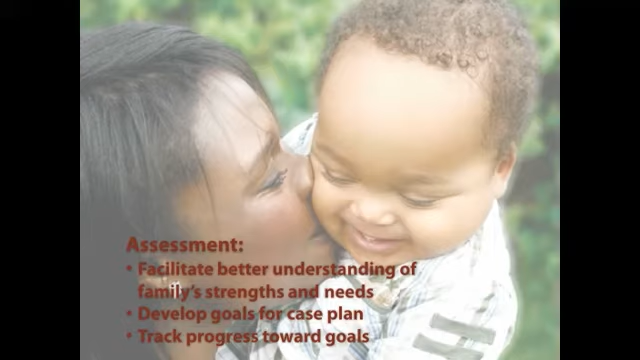 Assessment:
• Facilitate better understanding of
family's strengths and needs
• Develop goals for case plan
• Track progress toward goals